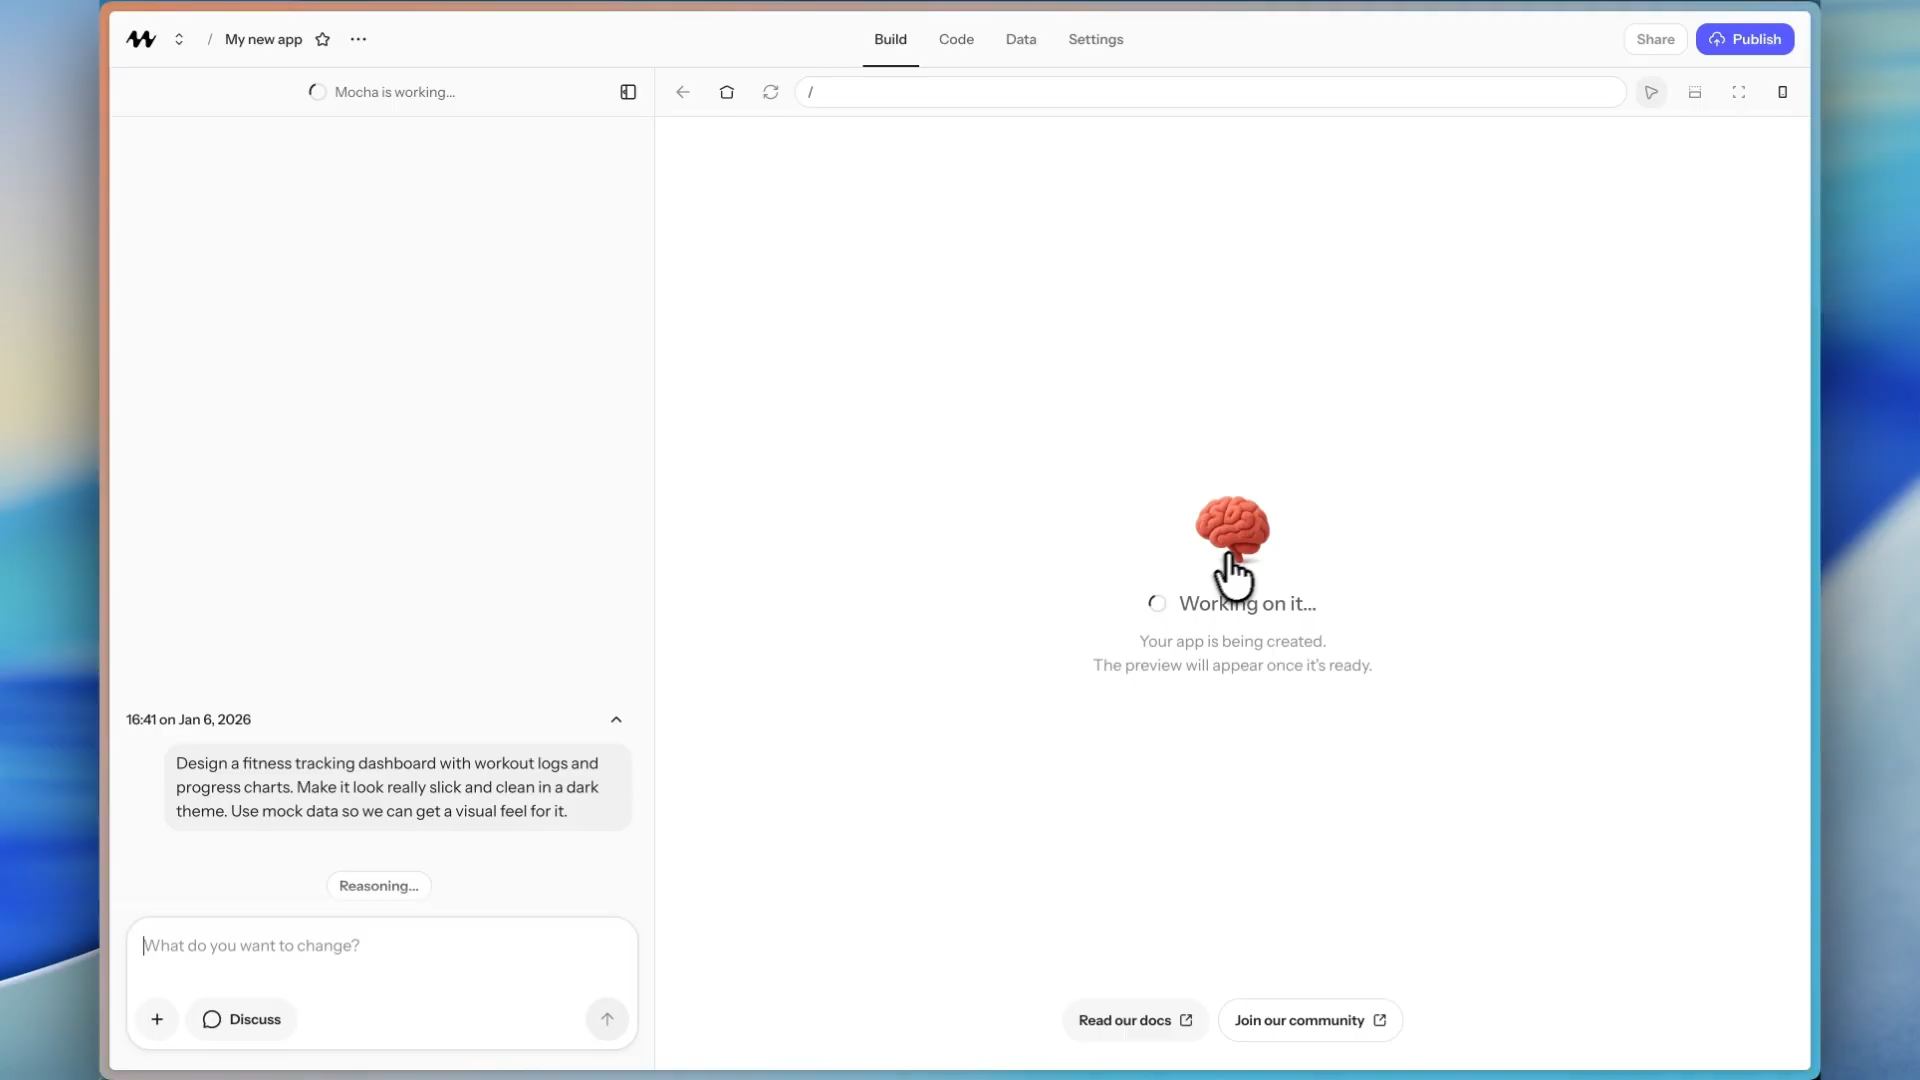 / My new app
Build
Code
Data
Settings
Share
Publish
Mocha is working...
/
Working on it...
Your app is being created.
The preview will appear once it's ready.
16:41 on Jan 6, 2026
Design a fitness tracking dashboard with workout logs and
progress charts. Make it look really slick and clean in a dark
theme. Use mock data so we can get a visual feel for it.
Reasoning...
What do you want to change?
Discuss
Read our docs
Join our community